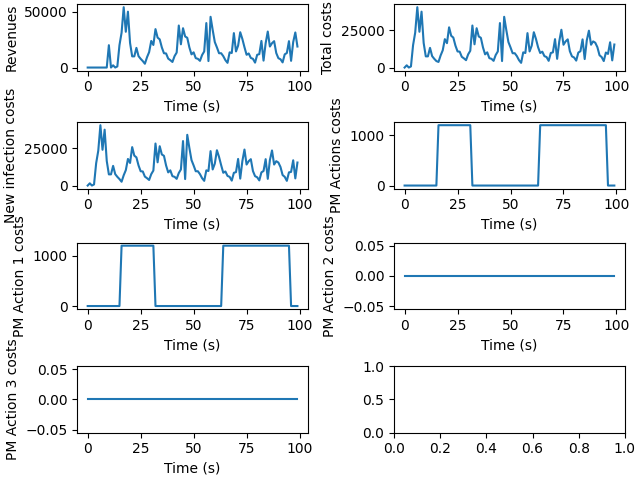 Revenues
50000
0
0 25 50 75 100
Time (s)
Total costs
25000
0
0 25 50 75 100
Time (s)
New infection costs
25000
0
0 25 50 75 100
Time (s)
PM Actions costs
1000
0
0 25 50 75 100
Time (s)
PM Action 1 costs
1000
0
0 25 50 75 100
Time (s)
PM Action 2 costs
0.05
0.00
−0.05
0 25 50 75 100
Time (s)
PM Action 3 costs
0.05
0.00
−0.05
0 25 50 75 100
Time (s)
1.0
0.5
0.0
0.0 0.2 0.4 0.6 0.8 1.0